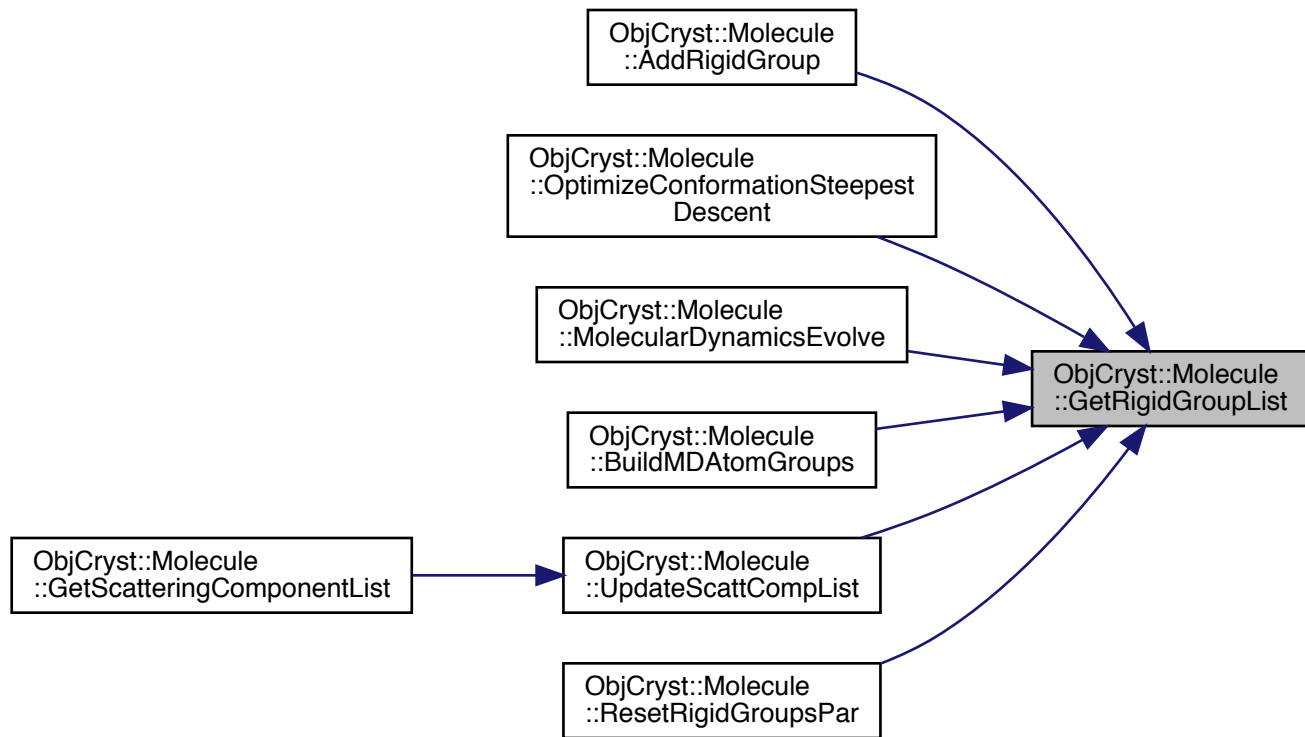 ObjCryst::Molecule
::AddRigidGroup
ObjCryst::Molecule
::OptimizeConformationSteepest
Descent
ObjCryst::Molecule
::MolecularDynamicsEvolve
ObjCryst::Molecule
::GetRigidGroupList
ObjCryst::Molecule
::BuildMDAtomGroups
ObjCryst::Molecule
::GetScatteringComponentList
ObjCryst::Molecule
::UpdateScattCompList
ObjCryst::Molecule
::ResetRigidGroupsPar